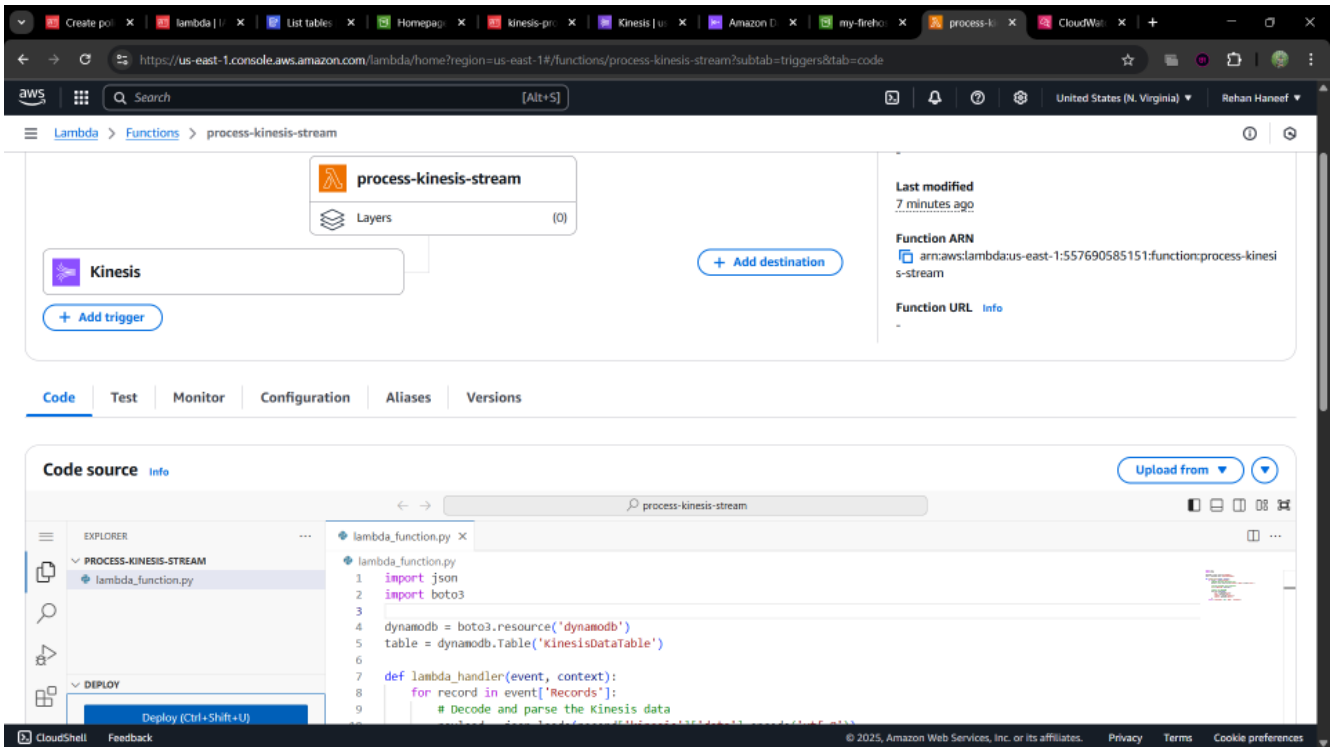 Create pol
lambda | I/
List tables
Homepage
kinesis-pro
Kinesis | us
Amazon D
my-fireho
process-ki
CloudWat
https://us-east-1.console.aws.amazon.com/lambda/home?region=us-east-1#/functions/process-kinesis-stream?subtab=triggers&tab=code
aws
Search [Alt+S]
United States (N. Virginia) ▼
Rehan Haneef ▼
Lambda > Functions > process-kinesis-stream
process-kinesis-stream
Layers (0)
Kinesis
+ Add trigger
+ Add destination
-
Last modified
7 minutes ago
Function ARN
arn:aws:lambda:us-east-1:557690585151:function:process-kinesi
s-stream
Function URL Info
-
Code Test Monitor Configuration Aliases Versions
Code source Info
Upload from ▼
process-kinesis-stream
EXPLORER ...
PROCESS-KINESIS-STREAM
lambda_function.py
DEPLOY
Deploy (Ctrl+Shift+U)
lambda_function.py ×
lambda_function.py
1 import json
2 import boto3
3
4 dynamodb = boto3.resource('dynamodb')
5 table = dynamodb.Table('KinesisDataTable')
6
7 def lambda_handler(event, context):
8 for record in event['Records']:
9 # Decode and parse the Kinesis data
CloudShell Feedback
© 2025, Amazon Web Services, Inc. or its affiliates. Privacy Terms Cookie preferences